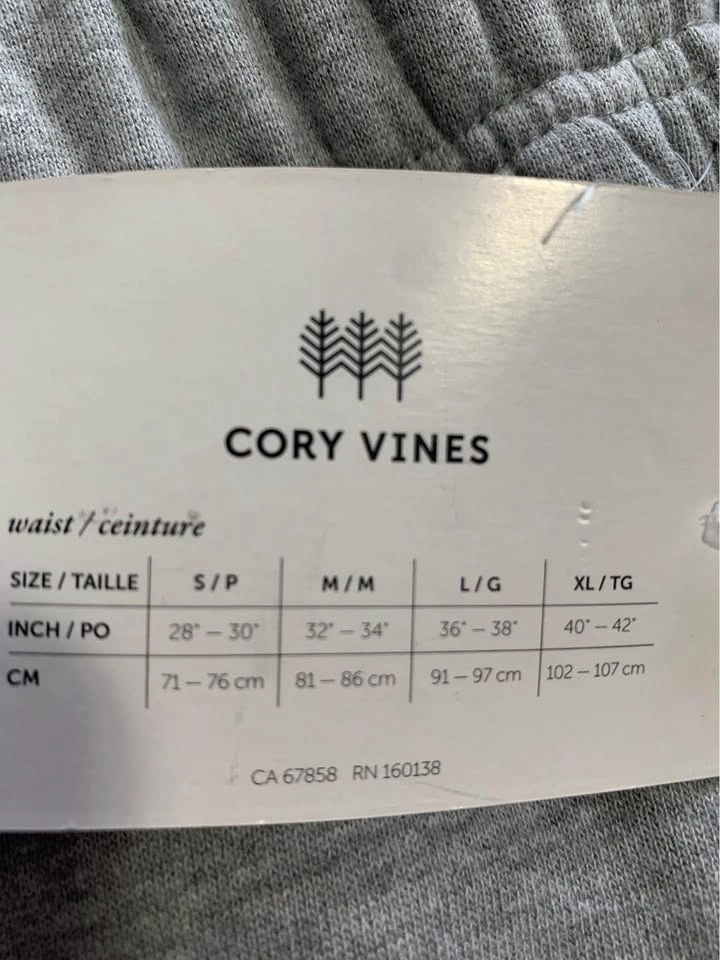 CORY VINES
waist / ceinture
SIZE / TAILLE S / P M / M L / G XL / TG
INCH / PO 28" – 30" 32" – 34" 36" – 38" 40" – 42"
CM 71 – 76 cm 81 – 86 cm 91 – 97 cm 102 – 107 cm
CA 67858 RN 160138